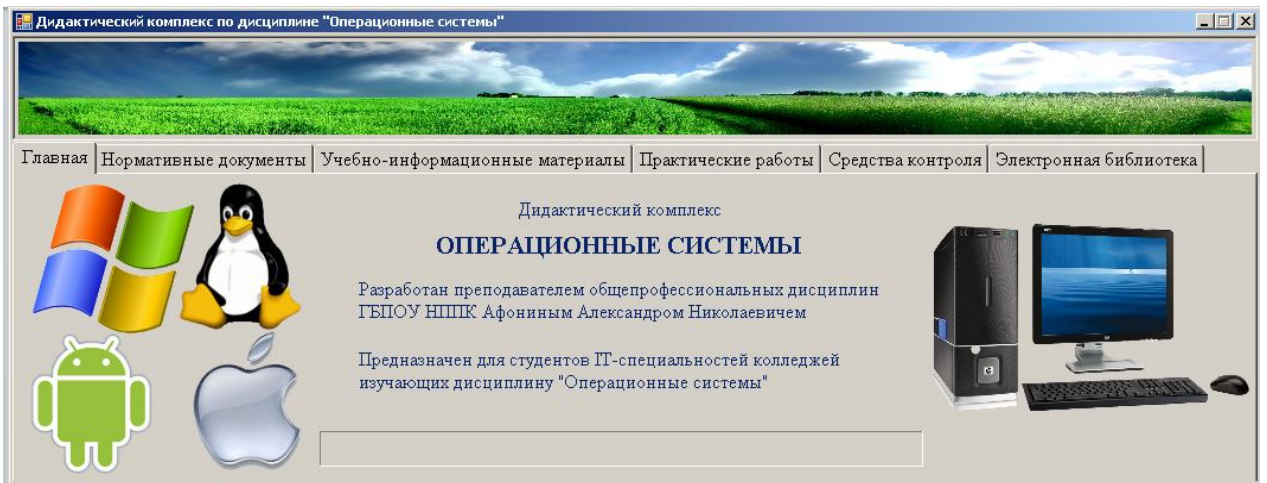 Дидактический комплекс по дисциплине "Операционные системы"
Главная Нормативные документы Учебно-информационные материалы Практические работы Средства контроля Электронная библиотека
Дидактический комплекс
ОПЕРАЦИОННЫЕ СИСТЕМЫ
Разработан преподавателем общепрофессиональных дисциплин
ГБПОУ НППК Афониным Александром Николаевичем
Предназначен для студентов IT-специальностей колледжей
изучающих дисциплину "Операционные системы"